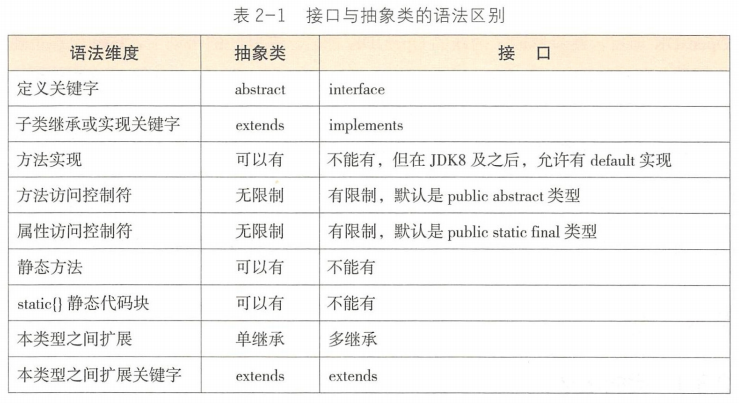 表 2-1 接口与抽象类的语法区别
语法维度 抽象类 接 口
定义关键字 abstract interface
子类继承或实现关键字 extends implements
方法实现 可以有 不能有，但在 JDK8 及之后，允许有 default 实现
方法访问控制符 无限制 有限制，默认是 public abstract 类型
属性访问控制符 无限制 有限制，默认是 public static final 类型
静态方法 可以有 不能有
static{} 静态代码块 可以有 不能有
本类型之间扩展 单继承 多继承
本类型之间扩展关键字 extends extends